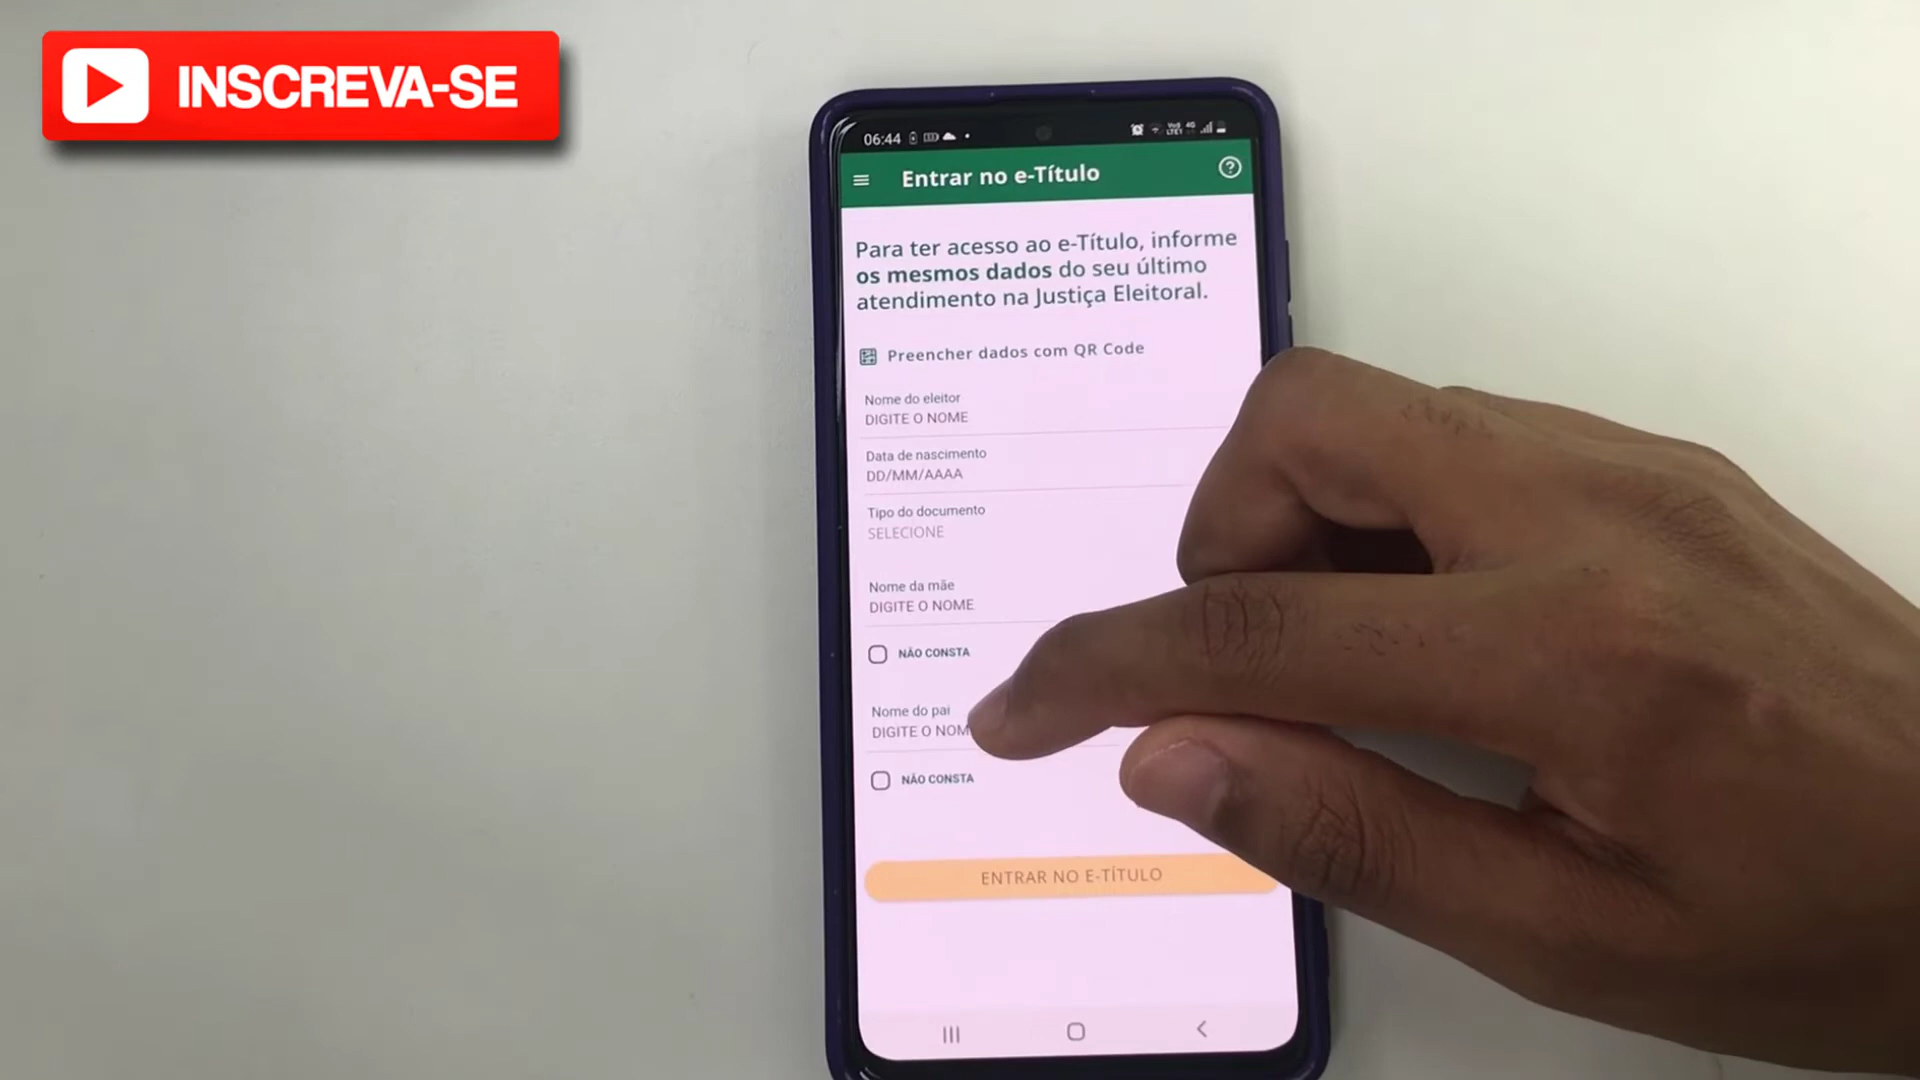 INSCREVA-SE
06:44
Entrar no e-Título
Para ter acesso ao e-Título, informe
os mesmos dados do seu último
atendimento na Justiça Eleitoral.
Preencher dados com QR Code
Nome do eleitor
DIGITE O NOME
Data de nascimento
DD/MM/AAAA
Tipo do documento
SELECIONE
Nome da mãe
DIGITE O NOME
NÃO CONSTA
Nome do pai
DIGITE O NOM
NÃO CONSTA
ENTRAR NO E-TÍTULO